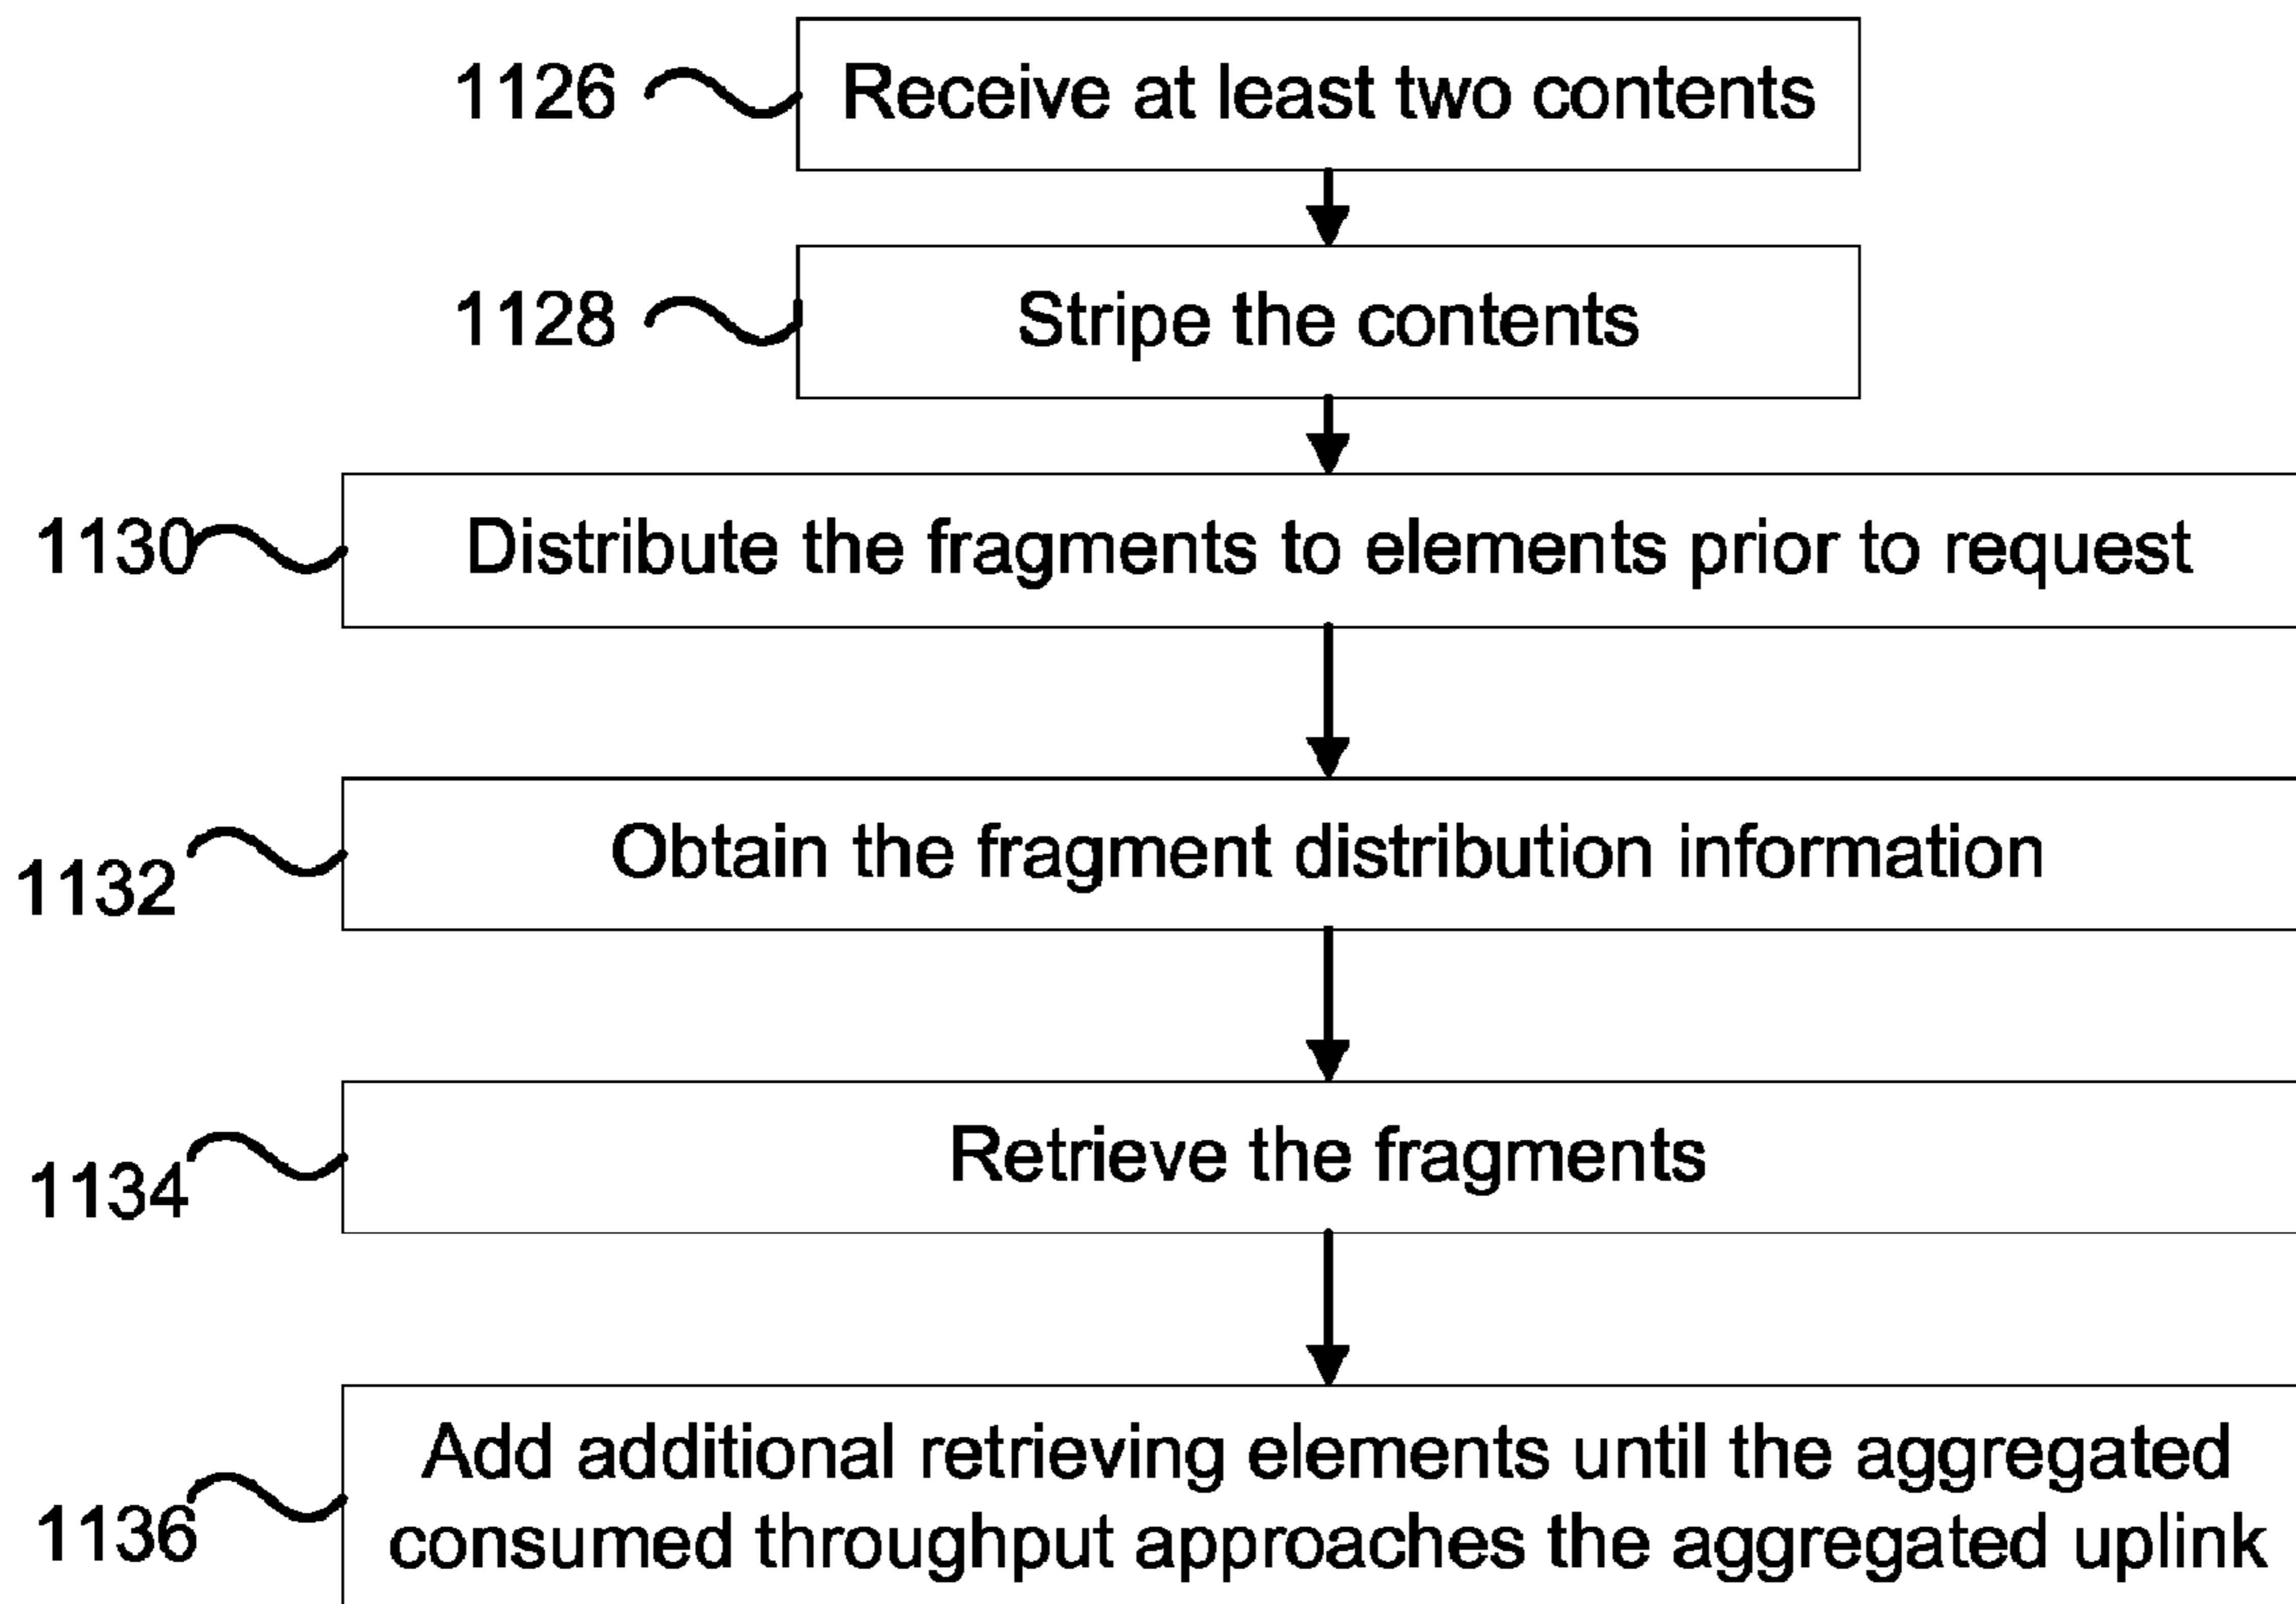 1126 Receive at least two contents
1128 Stripe the contents
1130 Distribute the fragments to elements prior to request
1132 Obtain the fragment distribution information
1134 Retrieve the fragments
1136 Add additional retrieving elements until the aggregated
consumed throughput approaches the aggregated uplink